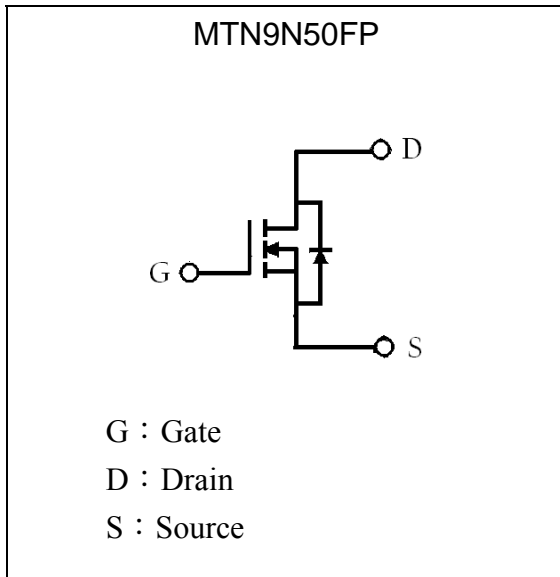 MTN9N50FP
D
G
S
G：Gate
D：Drain
S：Source